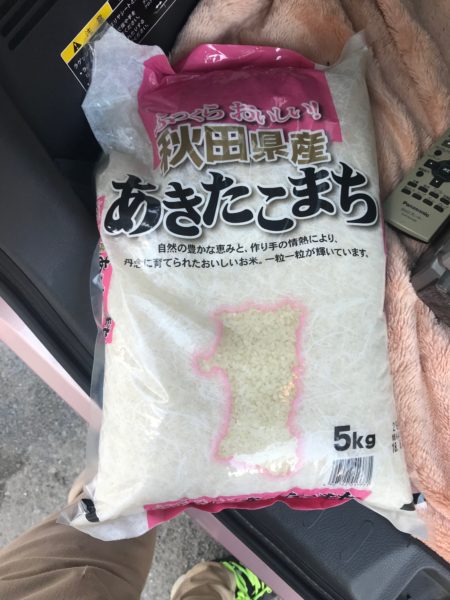 注意
ふっくら おいしい!
秋田県産
あきたこまち
自然の豊かな恵みと、作り手の情熱により、
丹念に育てられたおいしいお米。一粒一粒が輝いています。
5kg
Panasonic